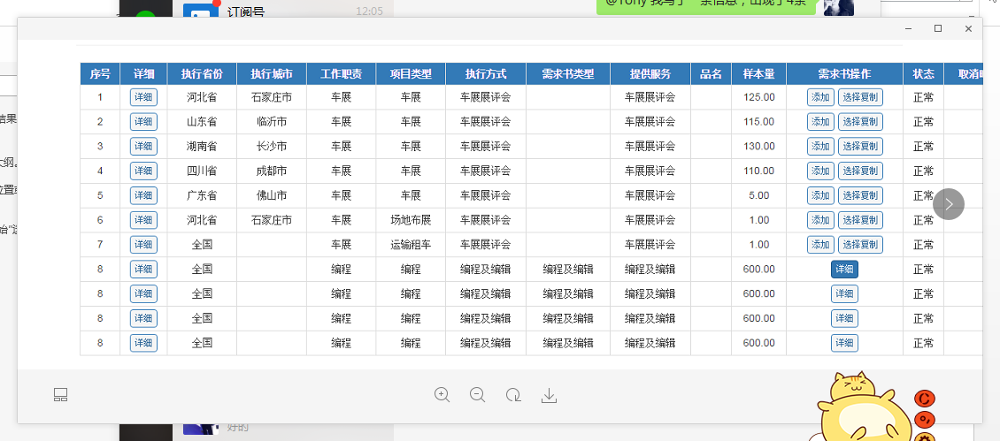 订阅号 12:05
结果
大纲。
位置
序号 详细 执行省份 执行城市 工作职责 项目类型 执行方式 需求书类型 提供服务 品名 样本量 需求书操作 状态 取消
1 详细 河北省 石家庄市 车展 车展 车展展评会 车展展评会 125.00 添加 选择复制 正常
2 详细 山东省 临沂市 车展 车展 车展展评会 车展展评会 115.00 添加 选择复制 正常
3 详细 湖南省 长沙市 车展 车展 车展展评会 车展展评会 130.00 添加 选择复制 正常
4 详细 四川省 成都市 车展 车展 车展展评会 车展展评会 110.00 添加 选择复制 正常
5 详细 广东省 佛山市 车展 车展 车展展评会 车展展评会 5.00 添加 选择复制 正常
6 详细 河北省 石家庄市 车展 场地布展 车展展评会 车展展评会 1.00 添加 选择复制 正常
7 详细 全国 车展 运输租车 车展展评会 车展展评会 1.00 添加 选择复制 正常
8 详细 全国 编程 编程 编程及编辑 编程及编辑 编程及编辑 600.00 详细 正常
8 详细 全国 编程 编程 编程及编辑 编程及编辑 编程及编辑 600.00 详细 正常
8 详细 全国 编程 编程 编程及编辑 编程及编辑 编程及编辑 600.00 详细 正常
8 详细 全国 编程 编程 编程及编辑 编程及编辑 编程及编辑 600.00 详细 正常
好的